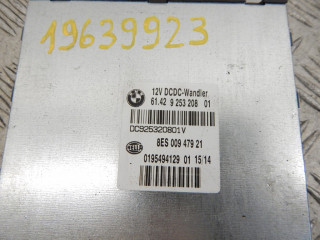 19639923
12V DCDC-Wandler
61.42 9 253 208 01
DC925320801V
8ES 009 479 21
0195494129 01 15/14